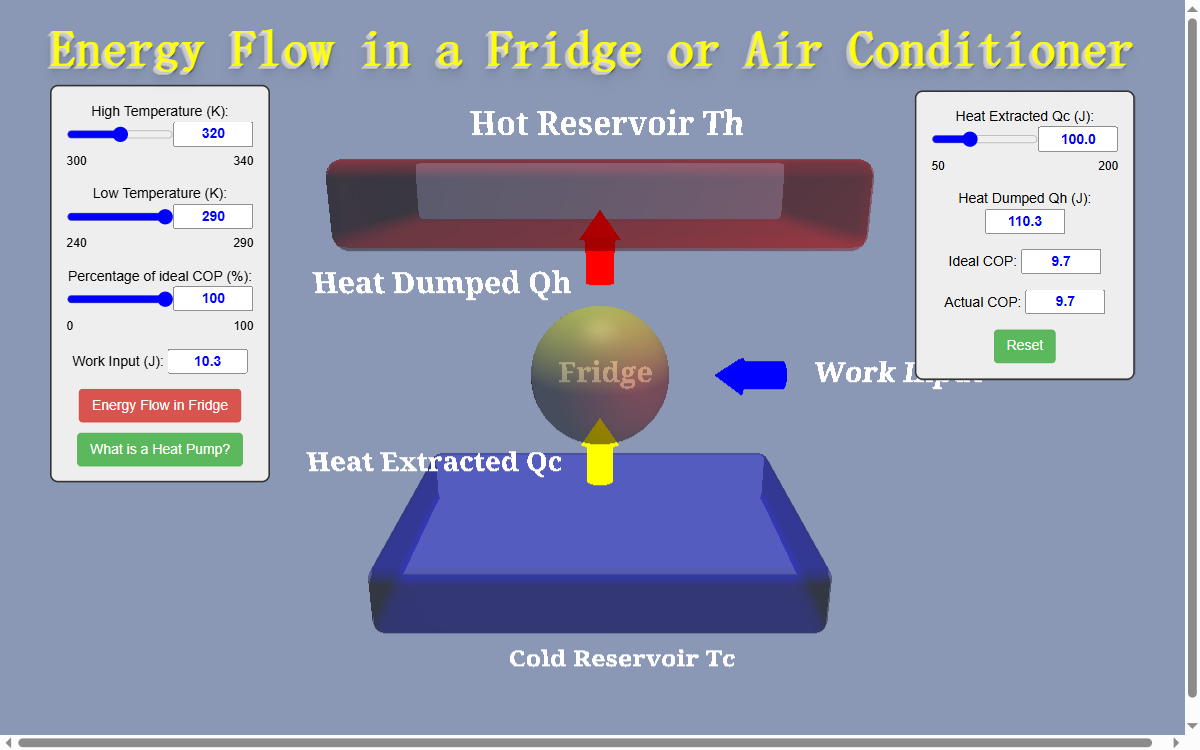 Energy Flow in a Fridge or Air Conditioner
High Temperature (K):
320
300 340
Low Temperature (K):
290
240 290
Percentage of ideal COP (%):
100
0 100
Work Input (J): 10.3
Energy Flow in Fridge
What is a Heat Pump?
Hot Reservoir Th
Heat Dumped Qh
Fridge
Work Input
Heat Extracted Qc
Cold Reservoir Tc
Heat Extracted Qc (J):
100.0
50 200
Heat Dumped Qh (J):
110.3
Ideal COP: 9.7
Actual COP: 9.7
Reset